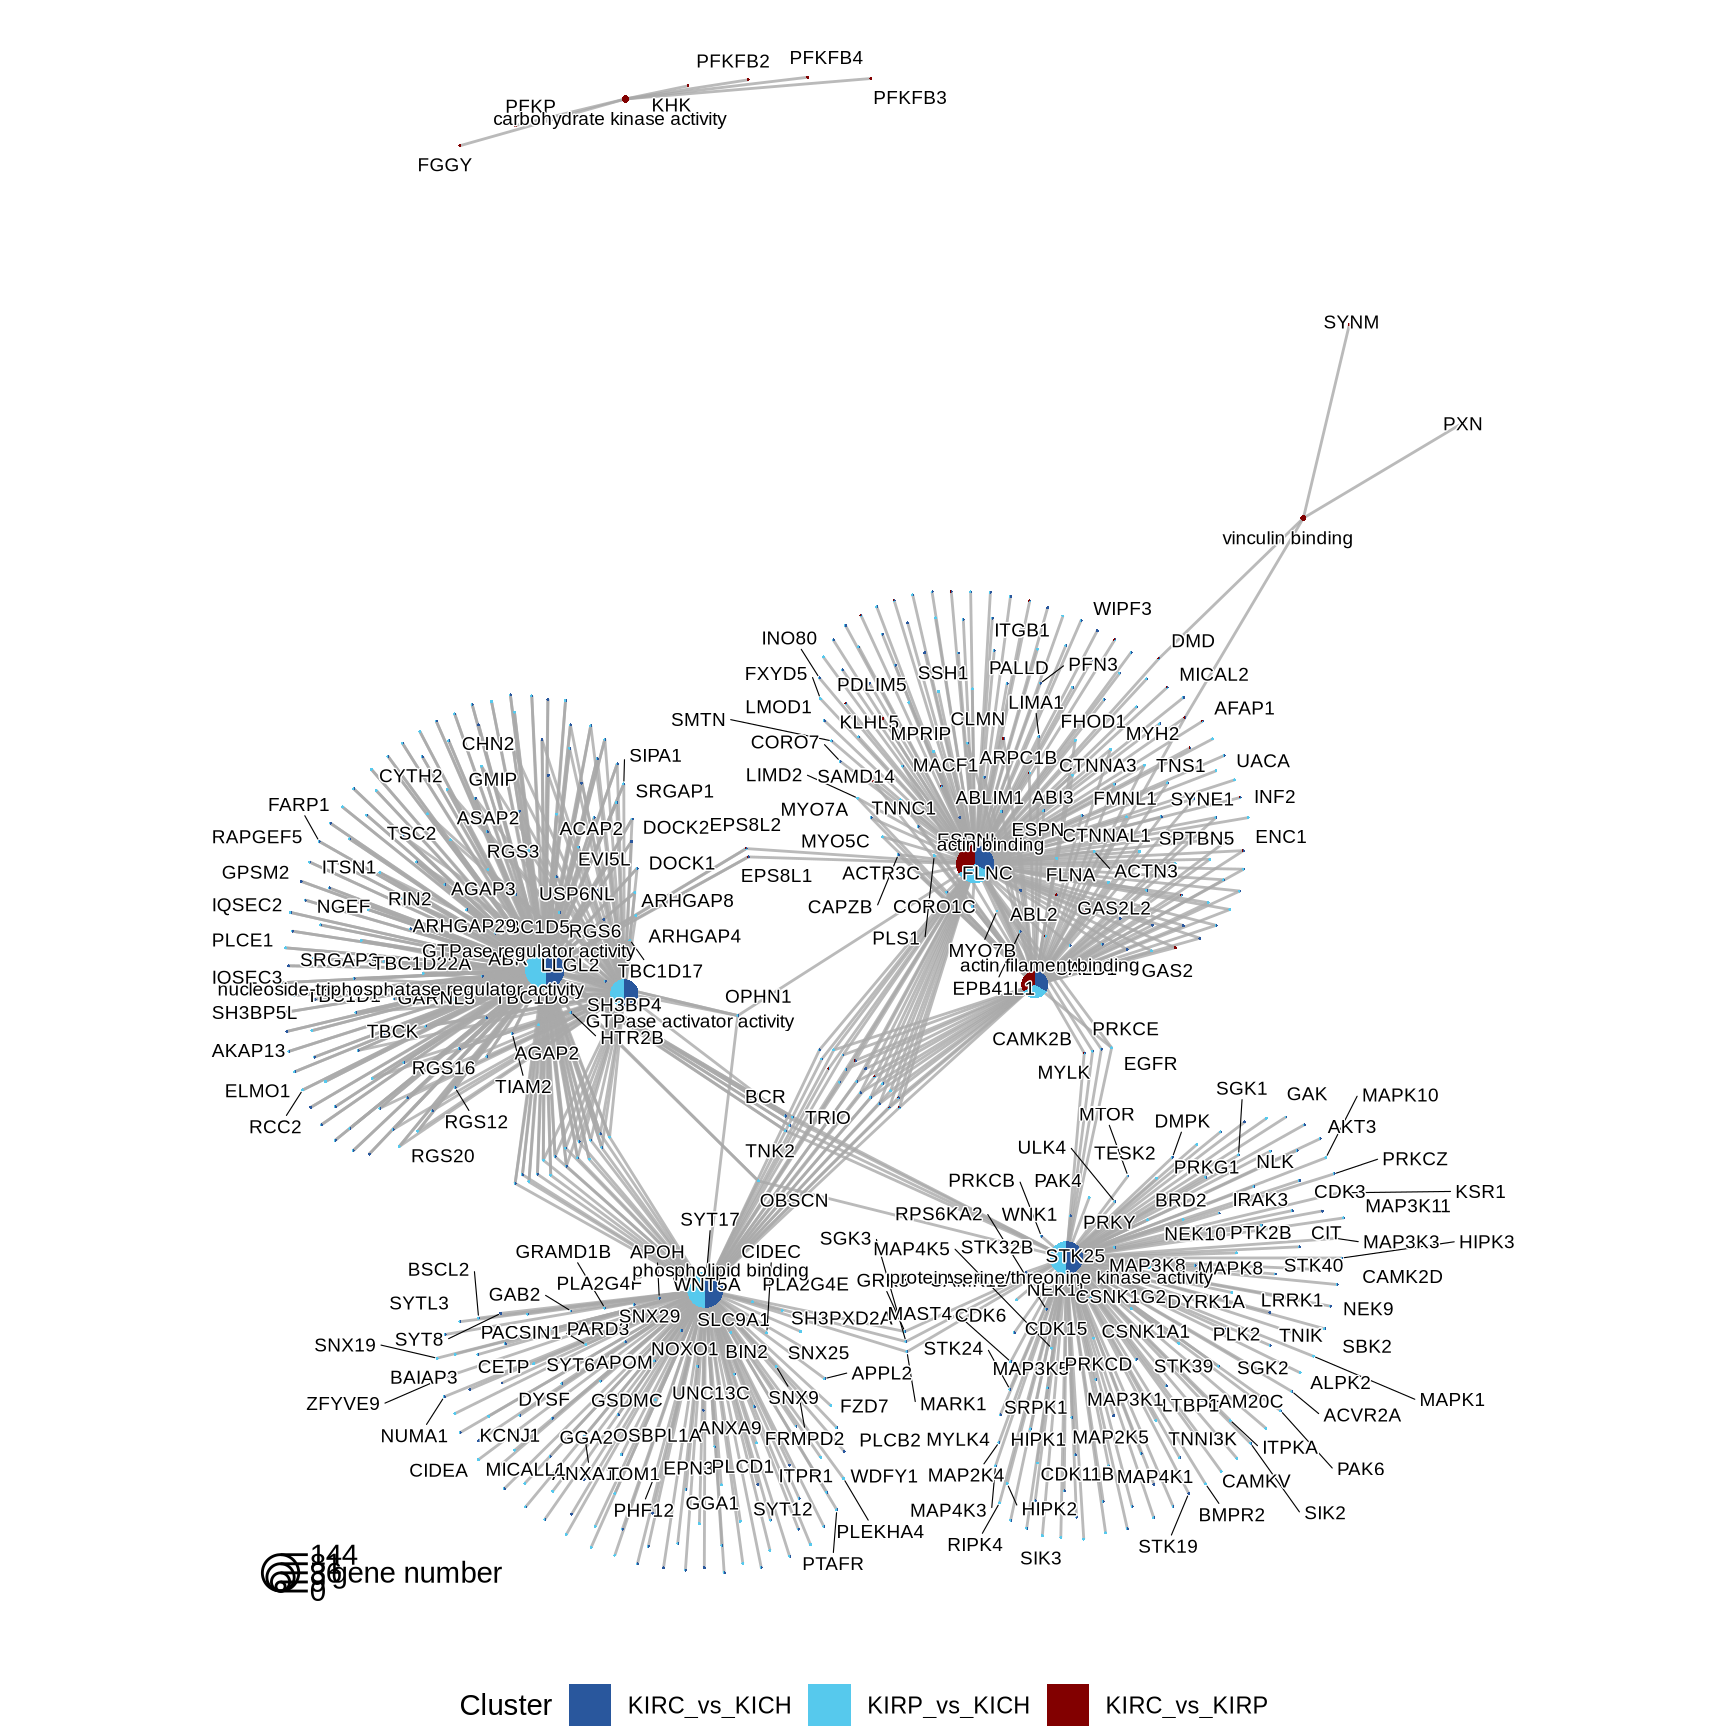 PFKFB2
PFKFB4
PFKFB3
PFKP
KHK
carbohydrate kinase activity
FGGY
SYNM
PXN
vinculin binding
WIPF3
INO80
ITGB1
DMD
FXYD5
SSH1
PALLD
PFN3
MICAL2
PDLIM5
LMOD1
LIMA1
AFAP1
SMTN
KLHL5
CLMN
FHOD1
MPRIP
MYH2
CORO7
CHN2
SIPA1
MACF1
ARPC1B
CTNNA3
TNS1
UACA
CYTH2
GMIP
LIMD2
SAMD14
SRGAP1
ABLIM1
ABI3
FMNL1
SYNE1
INF2
FARP1
MYO7A
TNNC1
ASAP2
ACAP2
DOCK2
EPS8L2
RAPGEF5
TSC2
MYO5C
ESPN
CTNNAL1
SPTBN5
ENC1
ESPNL
actin binding
RGS3
EVI5L
DOCK1
GPSM2
ITSN1
EPS8L1
ACTR3C
FLNC
FLNA
ACTN3
AGAP3
USP6NL
IQSEC2
NGEF
RIN2
ARHGAP8
CAPZB
CORO1C
ABL2
GAS2L2
ARHGAP29
RGS6
ARHGAP4
PLS1
PLCE1
GTPase regulator activity
MYO7B
SRGAP3
TBC1D22A
LLGL2
TBC1D17
actin filament binding
GAS2
IQSEC3
nucleoside-triphosphatase regulator activity
EPB41L1
TBC1D1
GARNL3
TBC1D8
SH3BP4
OPHN1
SH3BP5L
GTPase activator activity
TBCK
HTR2B
CAMK2B
PRKCE
AKAP13
AGAP2
RGS16
MYLK
EGFR
ELMO1
TIAM2
BCR
SGK1
GAK
MAPK10
RCC2
RGS12
TRIO
MTOR
DMPK
AKT3
RGS20
TNK2
ULK4
TESK2
PRKG1
NLK
PRKCZ
PRKCB
PAK4
OBSCN
BRD2
IRAK3
CDK3
KSR1
MAP3K11
SYT17
RPS6KA2
WNK1
PRKY
NEK10
PTK2B
CIT
MAP3K3
HIPK3
GRAMD1B
APOH
CIDEC
SGK3
MAP4K5
STK32B
STK25
MAP3K8
MAPK8
STK40
BSCL2
phospholipid binding
PLA2G4F
WNT5A
PLA2G4E
protein serine/threonine kinase activity
CAMK2D
GAB2
CSNK1G2
DYRK1A
LRRK1
NEK9
SYTL3
SNX29
SLC9A1
SH3PXD2A
MAST4
CDK6
SNX19
SYT8
PACSIN1
PARD3
CDK15
CSNK1A1
PLK2
TNIK
SBK2
NOXO1
BIN2
SNX25
STK24
BAIAP3
CETP
SYT6
APOM
APPL2
MAP3K5
PRKCD
STK39
SGK2
ALPK2
ZFYVE9
DYSF
GSDMC
UNC13C
SNX9
FZD7
MARK1
SRPK1
MAP3K1
LTBP1
FAM20C
MAPK1
ACVR2A
NUMA1
KCNJ1
GGA2
OSBPL1A
ANXA9
FRMPD2
PLCB2
MYLK4
HIPK1
MAP2K5
TNNI3K
ITPKA
CIDEA
MICALL1
TOM1
EPN3
PLCD1
ITPR1
WDFY1
MAP2K4
CDK11B
MAP4K1
CAMKV
PAK6
PHF12
GGA1
SYT12
PLEKHA4
MAP4K3
HIPK2
BMPR2
SIK2
PTAFR
RIPK4
SIK3
STK19
144
gene number
0
Cluster
KIRC_vs_KICH
KIRP_vs_KICH
KIRC_vs_KIRP